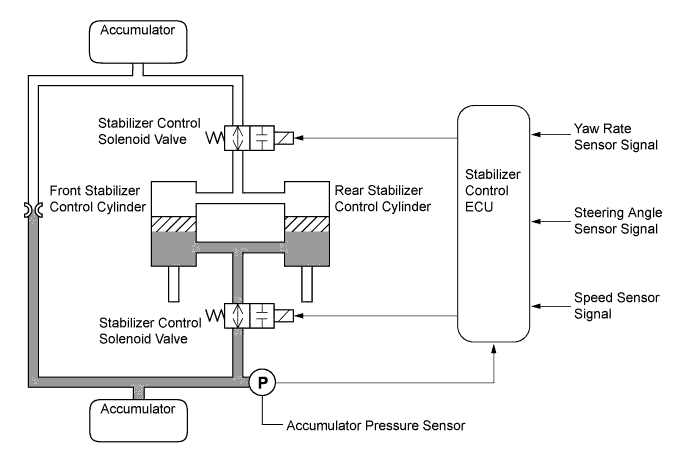 Accumulator
Stabilizer Control
Solenoid Valve
Front Stabilizer
Control Cylinder
Rear Stabilizer
Control Cylinder
Stabilizer
Control
ECU
Yaw Rate
Sensor Signal
Steering Angle
Sensor Signal
Speed Sensor
Signal
Stabilizer Control
Solenoid Valve
P
Accumulator
Accumulator Pressure Sensor